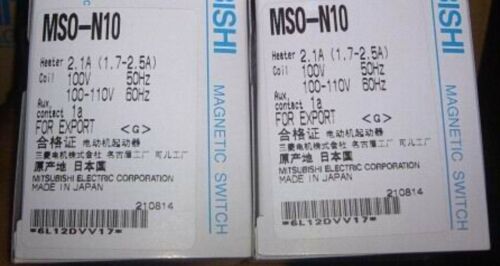 MSO-N10
Heater 2.1A (1.7-2.5A)
Coil 100V 50Hz
100-110V 60Hz
Aux.
contact 1a
FOR EXPORT <G>
合格证 电动机起动器
三菱电机株式会社 名古屋工厂 可儿工厂
原产地 日本国
MITSUBISHI ELECTRIC CORPORATION
MADE IN JAPAN
210814
*6L12DVV17*
BISHI
MAGNETIC SWITCH
MSO-N10
Heater 2.1A (1.7-2.5A)
Coil 100V 50Hz
100-110V 60Hz
Aux.
contact 1a
FOR EXPORT <G>
合格证 电动机起动器
三菱电机株式会社 名古屋工厂 可儿工厂
原产地 日本国
MITSUBISHI ELECTRIC CORPORATION
MADE IN JAPAN
210814
*6L12DVV17*
BISHI
MAGNETIC SWITCH